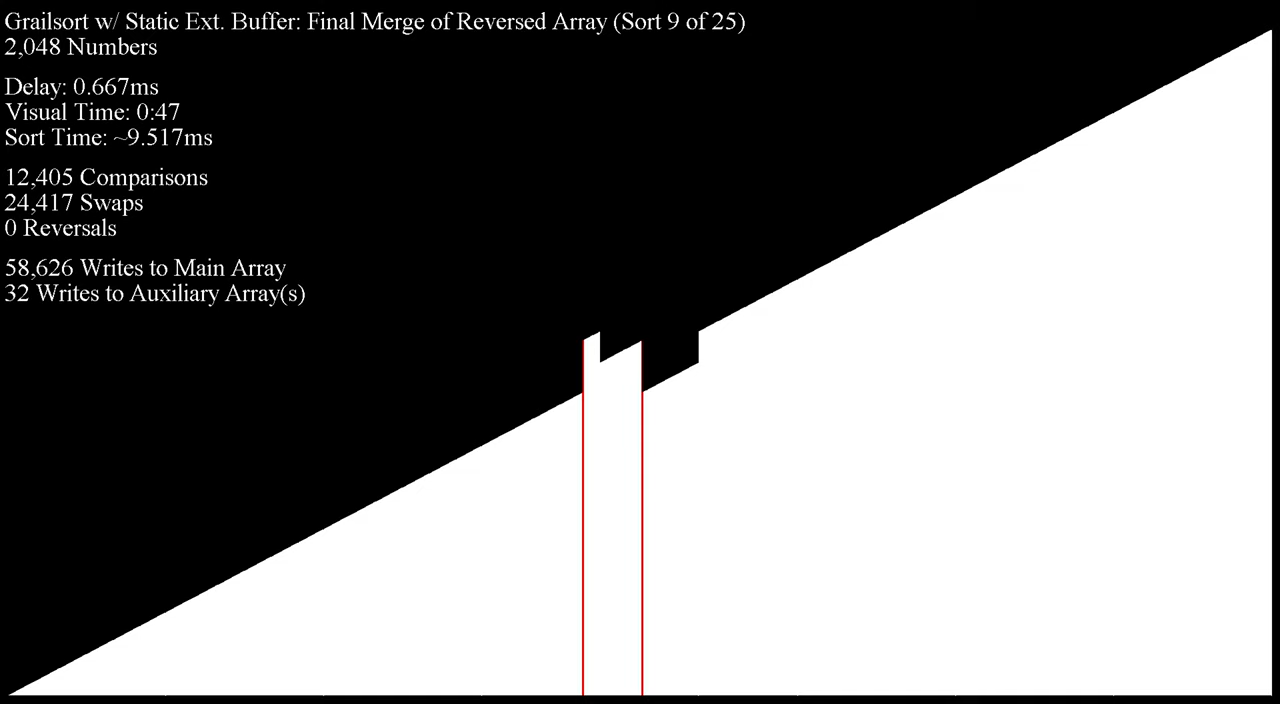 Grailsort w/ Static Ext. Buffer: Final Merge of Reversed Array (Sort 9 of 25)
2,048 Numbers
Delay: 0.667ms
Visual Time: 0:47
Sort Time: ~9.517ms
12,405 Comparisons
24,417 Swaps
0 Reversals
58,626 Writes to Main Array
32 Writes to Auxiliary Array(s)